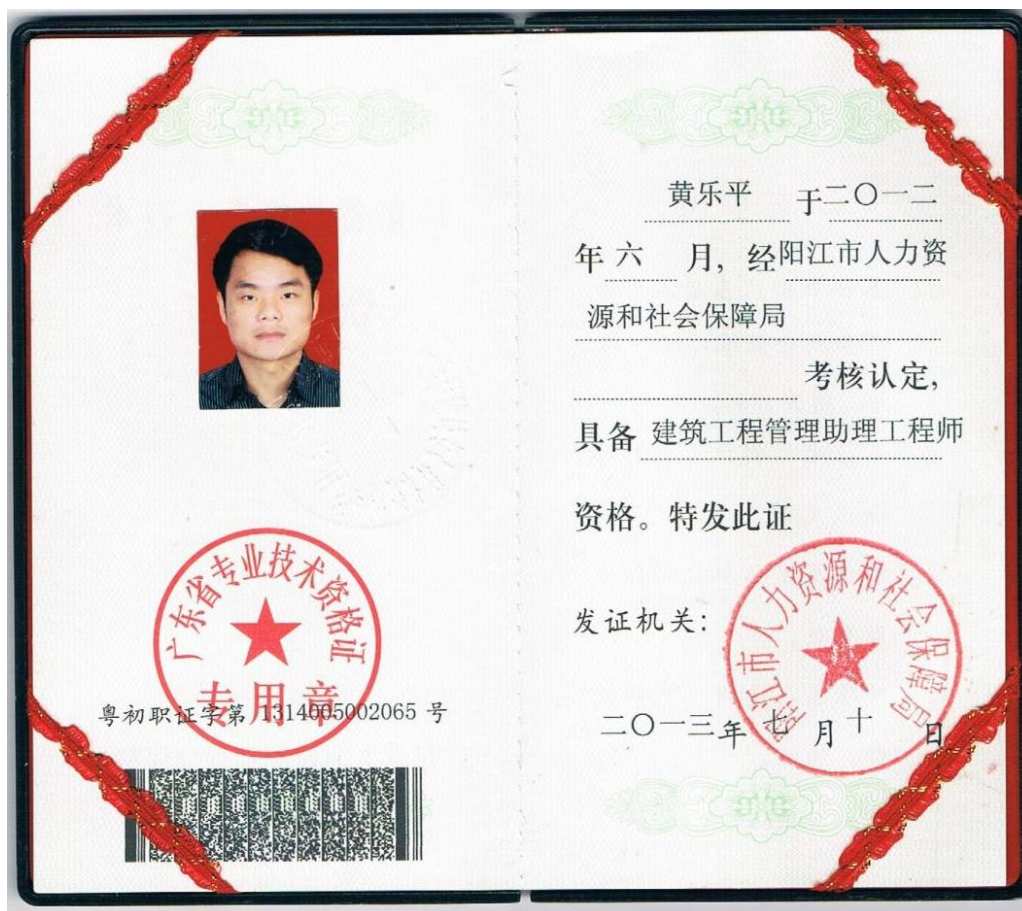 广东省专业技术资格证
专用章
粤初职证字第 1314005002065 号
黄乐平 于二〇一二
年六 月，经阳江市人力资
源和社会保障局
考核认定，
具备 建筑工程管理助理工程师
资格。特发此证
发证机关：
阳江市人力资源和社会保障局
二〇一三年 七 月 十 日